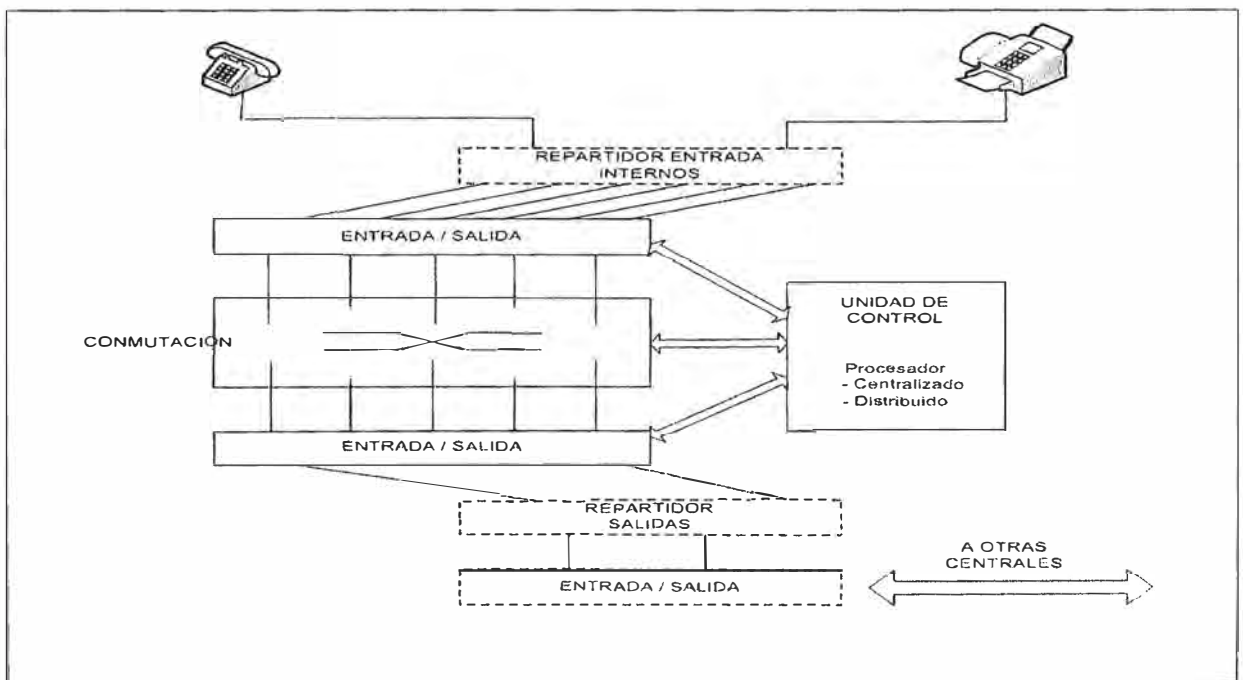 REPARTIDOR ENTRADA
INTERNOS
ENTRADA / SALIDA
UNIDAD DE
CONTROL
CONMUTACIÓN
Procesador
- Centralizado
- Distribuido
ENTRADA / SALIDA
REPARTIDOR
SALIDAS
A OTRAS
CENTRALES
ENTRADA / SALIDA